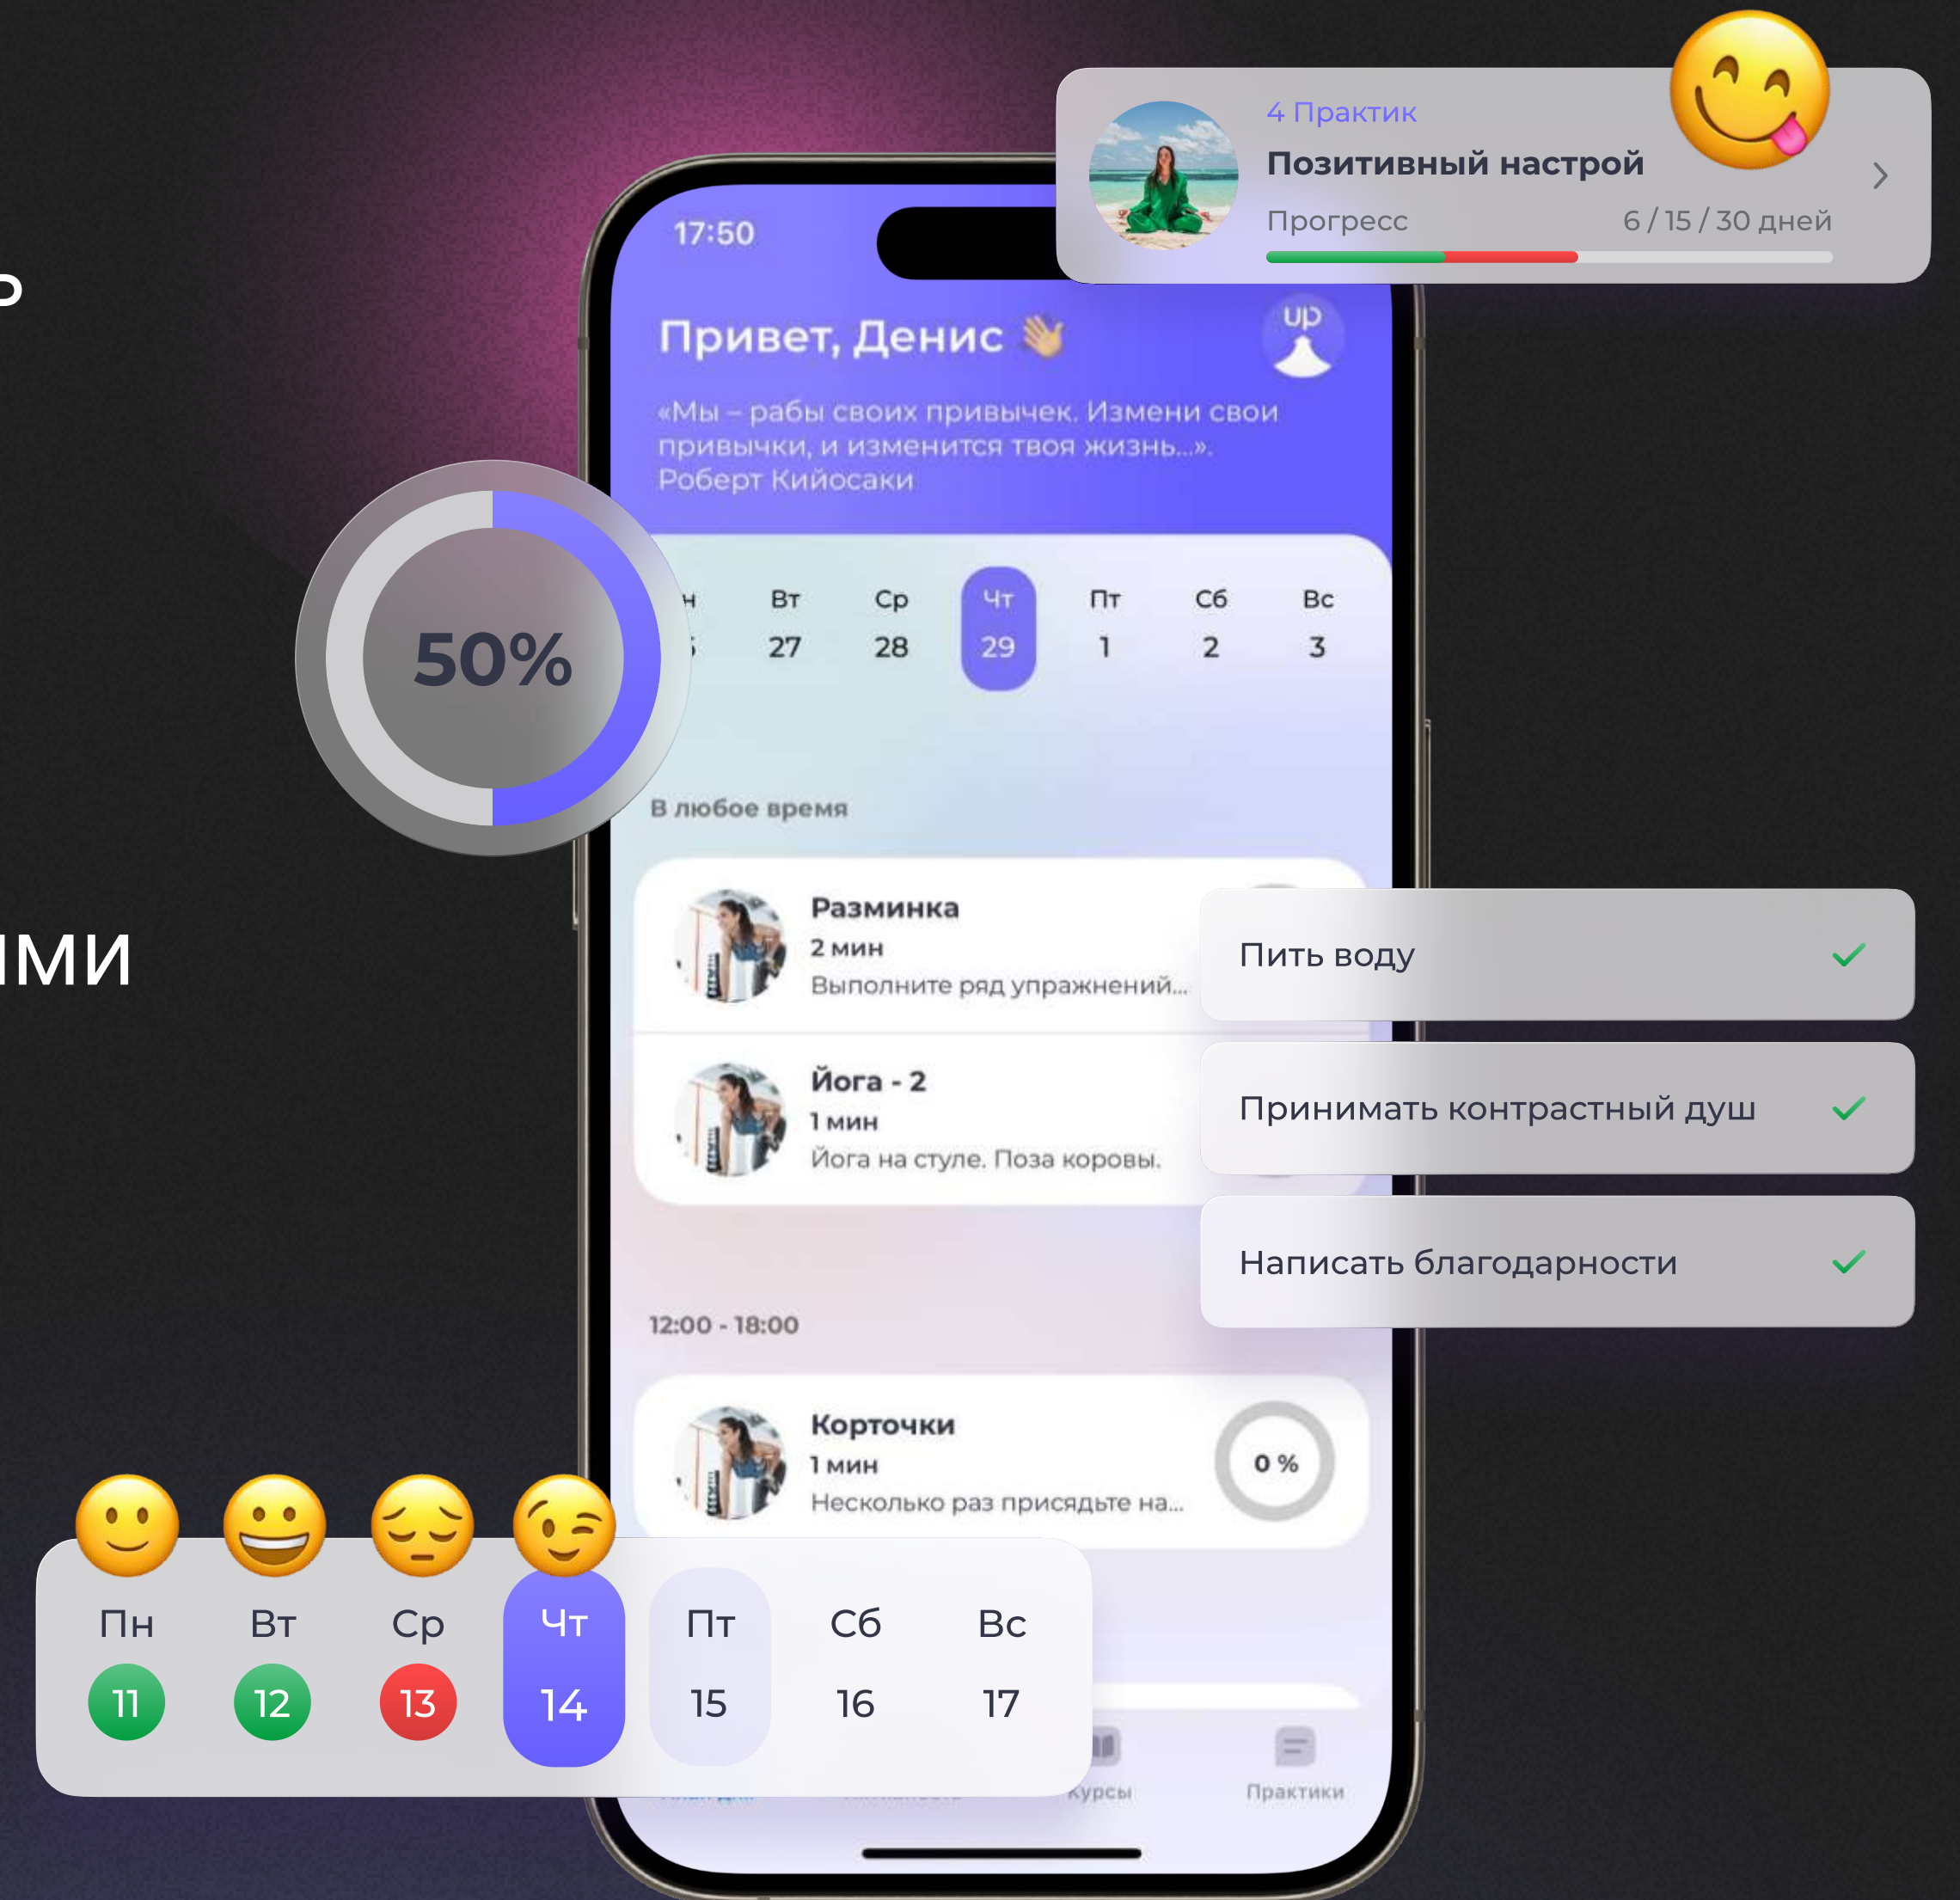 4 Практик
Позитивный настрой
Прогресс 6 / 15 / 30 дней
17:50
Привет, Денис
up
«Мы – рабы своих привычек. Измени свои
привычки, и изменится твоя жизнь...».
Роберт Кийосаки
50%
Вт Ср Чт Пт Сб Вс
27 28 29 1 2 3
В любое время
Разминка
2 мин
Выполните ряд упражнений...
Пить воду
ыми
Йога - 2
1 мин
Йога на стуле. Поза коровы.
Принимать контрастный душ
Написать благодарности
12:00 - 18:00
Корточки
1 мин
Несколько раз присядьте на...
0 %
Пн Вт Ср Чт Пт Сб Вс
11 12 13 14 15 16 17
Курсы
Практики